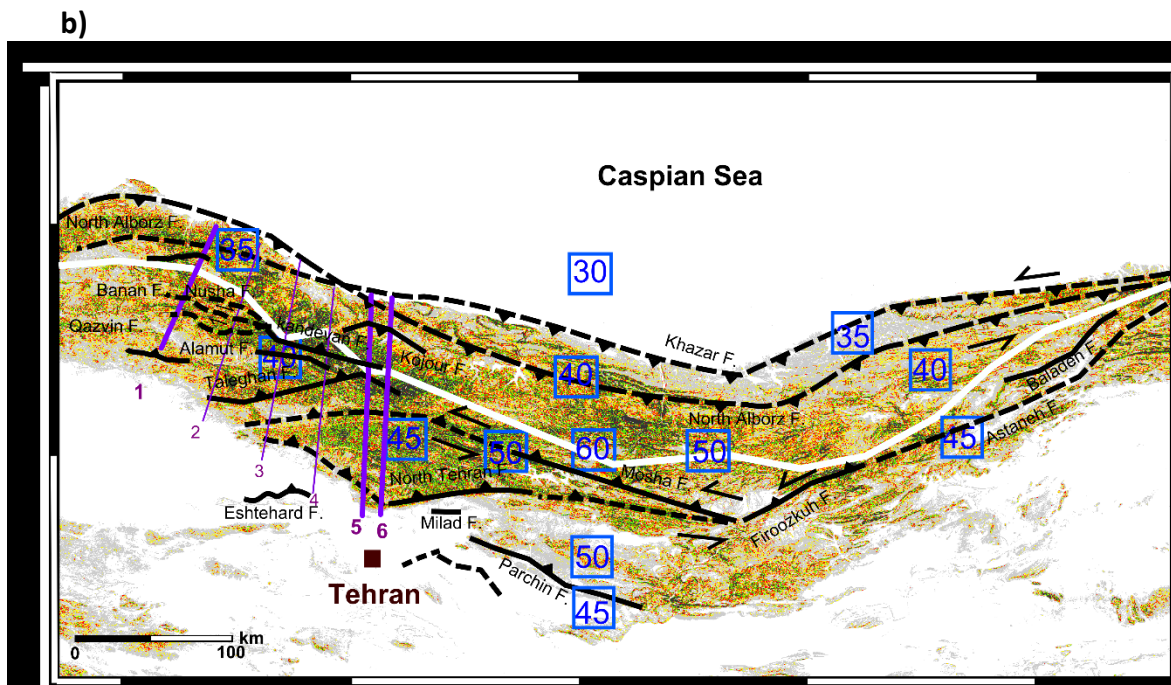 b)
Caspian Sea
North Alborz F.
35
30
Banan F.
Nusha F.
Qazvin F.
Kandevan F.
Alamut F.
40
Kojour F.
Khazar F.
35
1
Taleghan F.
40
40
Baladeh F.
2
North Alborz F.
45
50
60
50
45
Astaneh F.
3
North Tehran F.
Mosha F.
4
Eshtehard F.
5
6
Milad F.
Firoozkuh F.
Tehran
Parchin F.
50
45
km
0
100